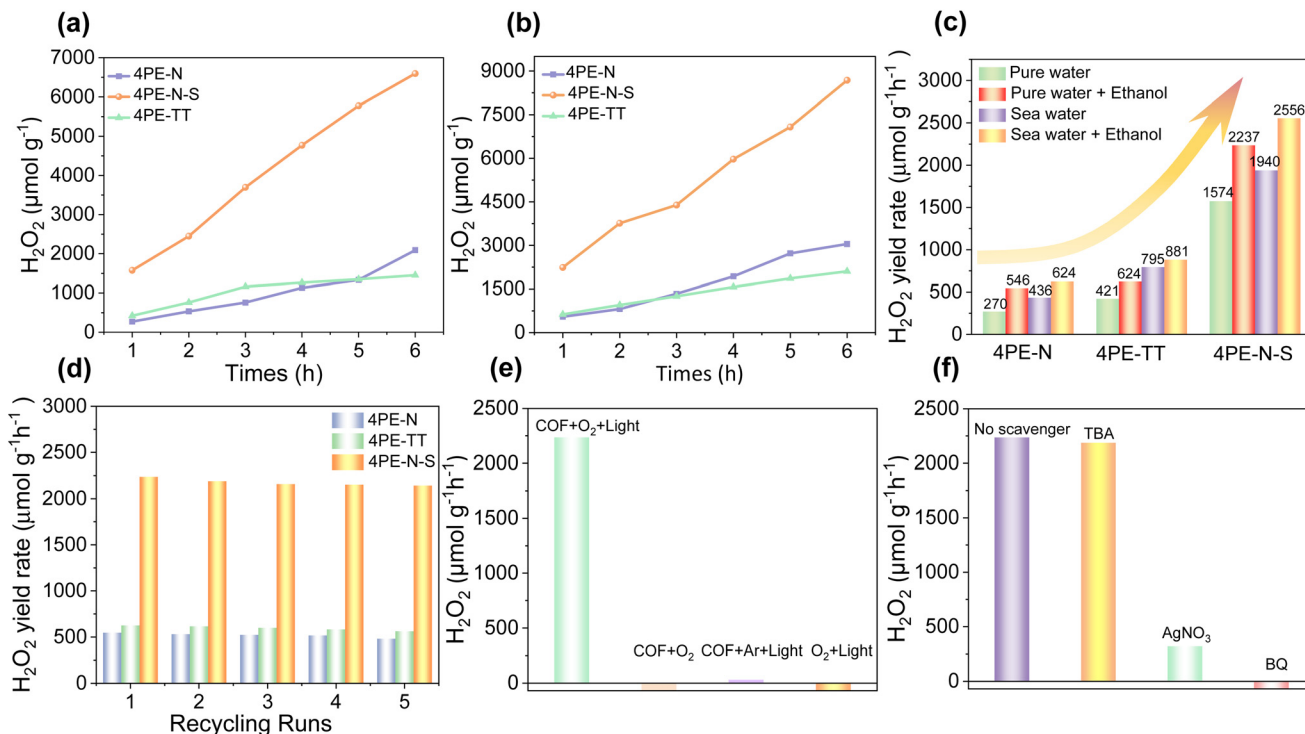 (a)
7000
6000
5000
4000
3000
2000
1000
0
H₂O₂ (μmol g⁻¹)
4PE-N
4PE-N-S
4PE-TT
1 2 3 4 5 6
Times (h)
(b)
9000
7500
6000
4500
3000
1500
0
H₂O₂ (μmol g⁻¹)
4PE-N
4PE-N-S
4PE-TT
1 2 3 4 5 6
Times (h)
(c)
3000
2500
2000
1500
1000
500
0
H₂O₂ yield rate (μmol g⁻¹h⁻¹)
Pure water
Pure water + Ethanol
Sea water
Sea water + Ethanol
270 546 436 624
421 624 795 881
1574 2237 1940 2556
4PE-N 4PE-TT 4PE-N-S
(d)
3000
2500
2000
1500
1000
500
0
H₂O₂ yield rate (μmol g⁻¹h⁻¹)
4PE-N
4PE-TT
4PE-N-S
1 2 3 4 5
Recycling Runs
(e)
2500
2000
1500
1000
500
0
H₂O₂ (μmol g⁻¹h⁻¹)
COF+O₂+Light
COF+O₂ COF+Ar+Light O₂+Light
(f)
2500
2000
1500
1000
500
0
H₂O₂ (μmol g⁻¹h⁻¹)
No scavenger TBA
AgNO₃
BQ